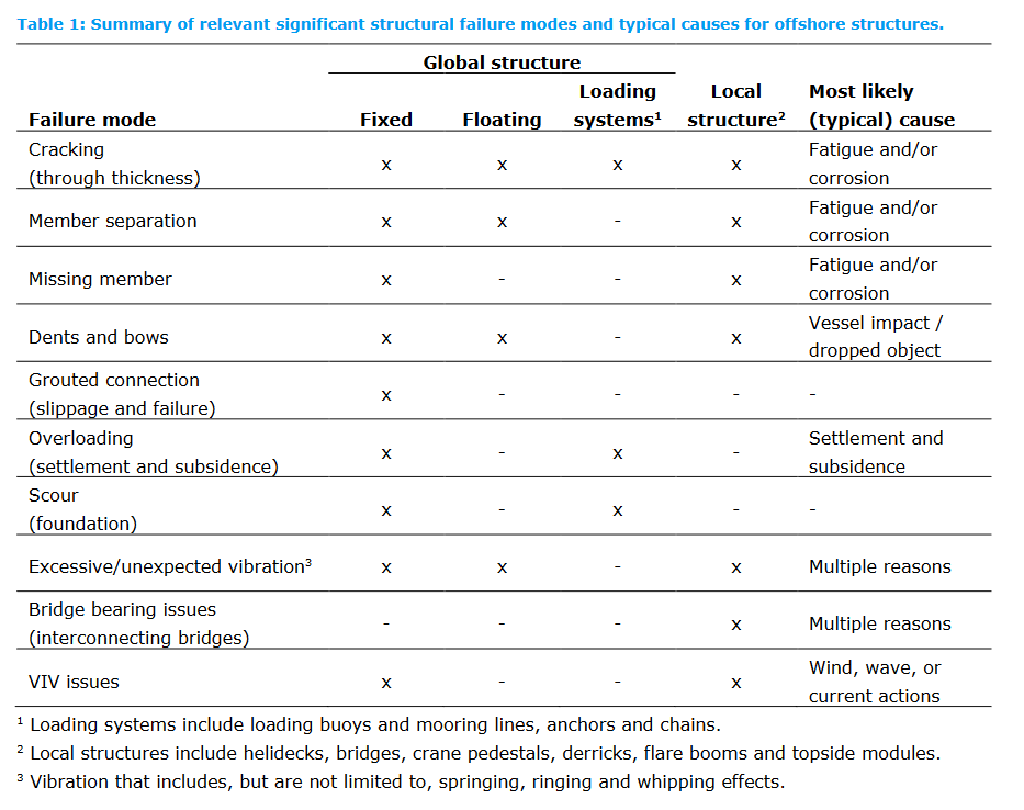 Table 1: Summary of relevant significant structural failure modes and typical causes for offshore structures.
Global structure
Loading Local Most likely
Failure mode Fixed Floating systems¹ structure² (typical) cause
Cracking Fatigue and/or
(through thickness) x x x x corrosion
Member separation x x - x Fatigue and/or
corrosion
Missing member x - - x Fatigue and/or
corrosion
Dents and bows x x - x Vessel impact /
dropped object
Grouted connection
(slippage and failure) x - - - -
Overloading Settlement and
(settlement and subsidence) x - x - subsidence
Scour
(foundation) x - x - -
Excessive/unexpected vibration³ x x - x Multiple reasons
Bridge bearing issues
(interconnecting bridges) - - - x Multiple reasons
VIV issues x - - x Wind, wave, or
current actions
¹ Loading systems include loading buoys and mooring lines, anchors and chains.
² Local structures include helidecks, bridges, crane pedestals, derricks, flare booms and topside modules.
³ Vibration that includes, but are not limited to, springing, ringing and whipping effects.